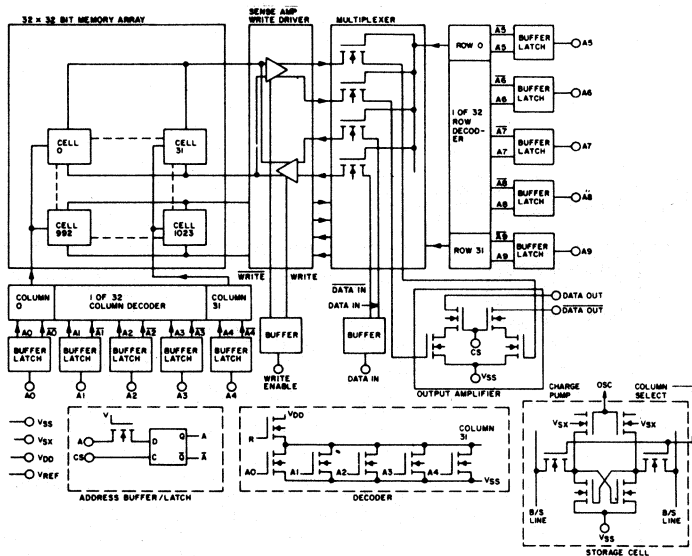 32 × 32 BIT MEMORY ARRAY
SENSE AMP
WRITE DRIVER
MULTIPLEXER
CELL
0
CELL
31
CELL
992
CELL
1023
ROW 0
1 OF 32
ROW
DECOD-
ER
ROW 31
A5
A5
BUFFER
LATCH
A5
A6
A6
BUFFER
LATCH
A6
A7
A7
BUFFER
LATCH
A7
A8
A8
BUFFER
LATCH
A8
A9
A9
BUFFER
LATCH
A9
WRITE
WRITE
DATA IN
DATA IN
COLUMN
0
1 OF 32
COLUMN DECODER
COLUMN
31
A0 A0 A1 A1 A2 A2 A3 A3 A4 A4
BUFFER
LATCH
BUFFER
LATCH
BUFFER
LATCH
BUFFER
LATCH
BUFFER
LATCH
A0
A1
A2
A3
A4
BUFFER
WRITE
ENABLE
BUFFER
DATA IN
DATA OUT
DATA OUT
CS
VSS
OUTPUT AMPLIFIER
VSS
VSX
VDD
VREF
V
A
CS
D
C
Q
Q
A
A
ADDRESS BUFFER/LATCH
VDD
R
COLUMN
31
A0
A1
A2
A3
A4
VSS
DECODER
CHARGE
PUMP
OSC
COLUMN
SELECT
VSX
VSX
B/S
LINE
B/S
LINE
VSS
STORAGE CELL